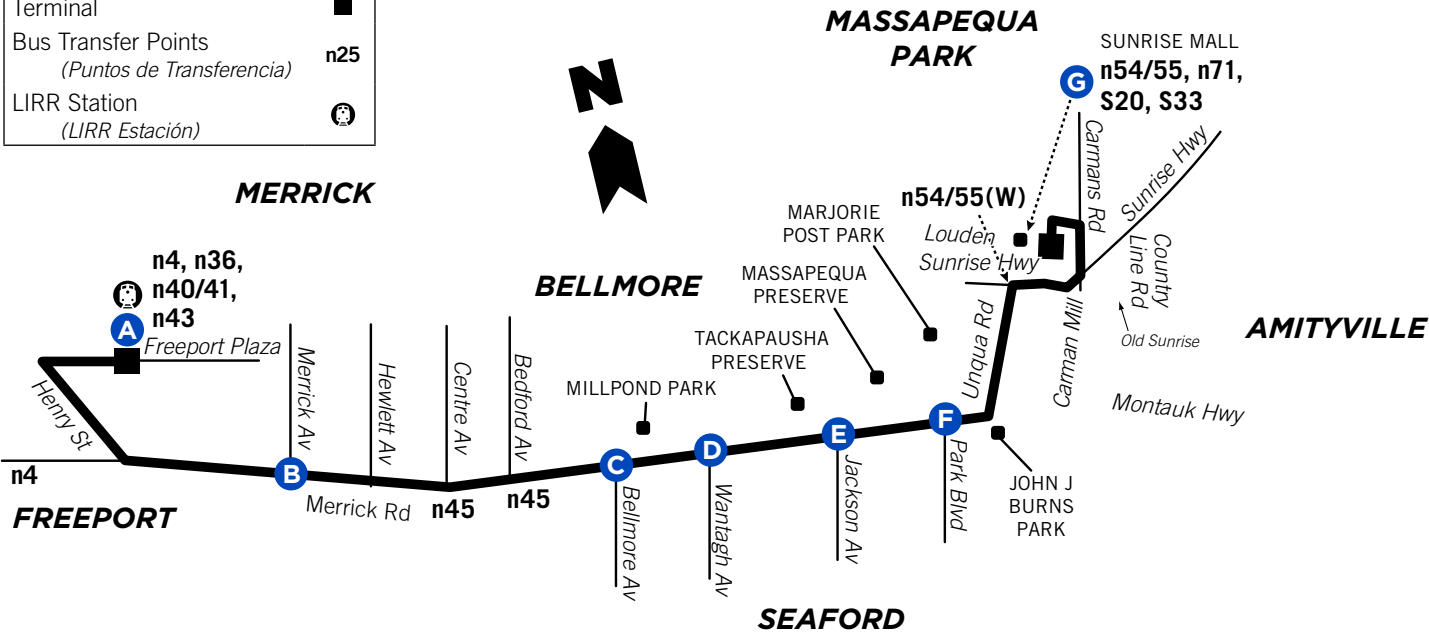 Terminal
Bus Transfer Points
(Puntos de Transferencia)
n25
LIRR Station
(LIRR Estación)
N
MASSAPEQUA
PARK
SUNRISE MALL
G
n54/55, n71,
S20, S33
MERRICK
n54/55(W)
Carmans Rd
Sunrise Hwy
MARJORIE
POST PARK
Louden
Sunrise Hwy
Country
Line Rd
n4, n36,
n40/41,
n43
A
Freeport Plaza
BELLMORE
MASSAPEQUA
PRESERVE
TACKAPAUSHA
PRESERVE
MILLPOND PARK
Unqua Rd
Carman Mill
Old Sunrise
AMITYVILLE
Montauk Hwy
Henry St
Merrick Av
Hewlett Av
Centre Av
Bedford Av
n4
FREEPORT
B
Merrick Rd
n45
n45
C
Bellmore Av
D
Wantagh Av
E
Jackson Av
F
Park Blvd
JOHN J
BURNS
PARK
SEAFORD